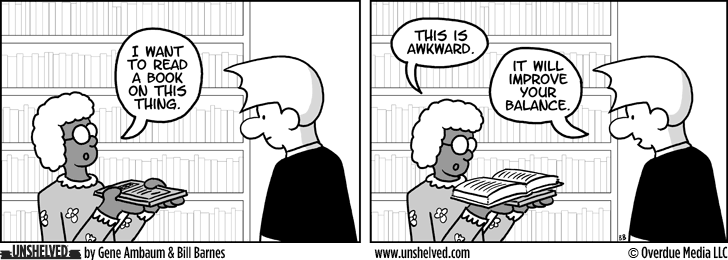 I WANT
TO READ
A BOOK
ON THIS
THING.
THIS IS
AWKWARD.
IT WILL
IMPROVE
YOUR
BALANCE.
BB
UNSHELVED by Gene Ambaum & Bill Barnes
www.unshelved.com
© Overdue Media LLC